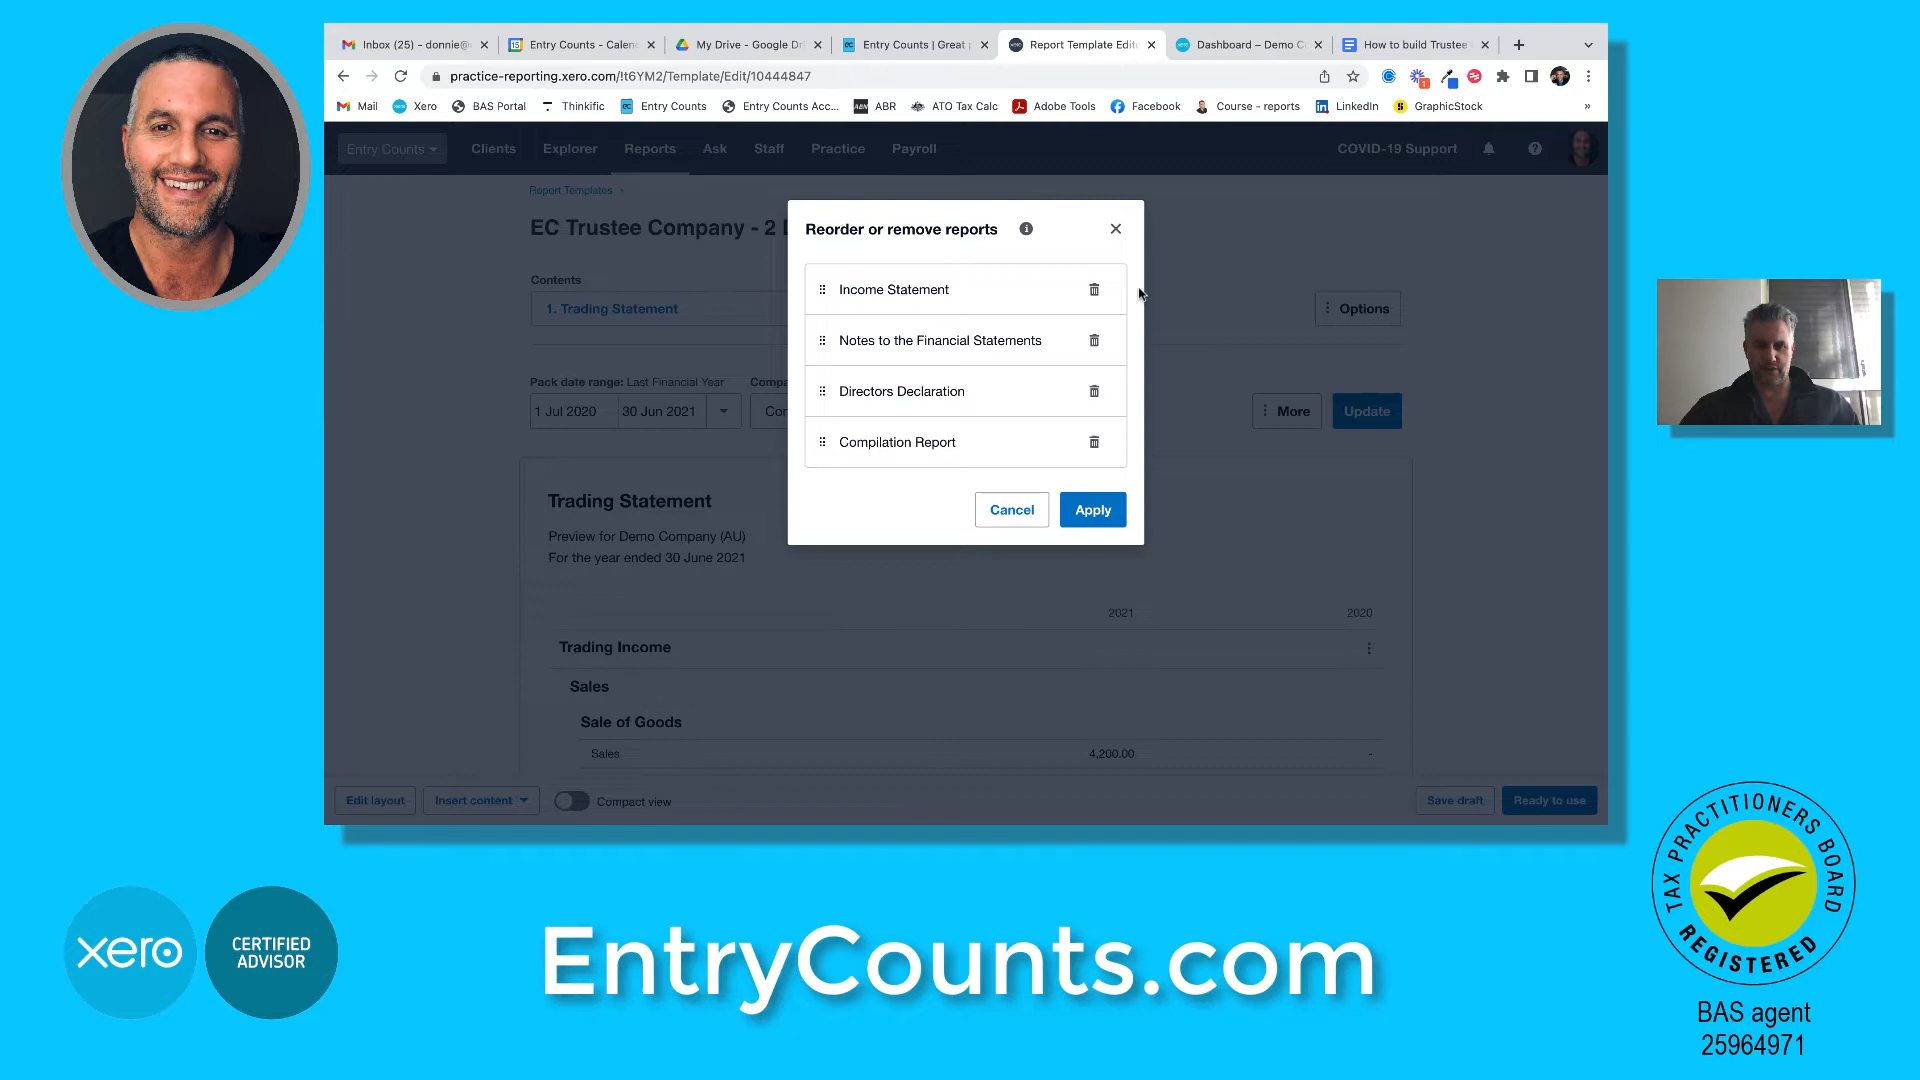 Inbox (25) - donnie@
Entry Counts - Calen
My Drive - Google Dri
Entry Counts | Great
Report Template Edito
Dashboard – Demo C
How to build Trustee
practice-reporting.xero.com/!t6YM2/Template/Edit/10444847
Mail
Xero
BAS Portal
Thinkific
Entry Counts
Entry Counts Acc...
ABR
ATO Tax Calc
Adobe Tools
Facebook
Course - reports
LinkedIn
GraphicStock
»
Entry Counts
Clients
Explorer
Reports
Ask
Staff
Practice
Payroll
COVID-19 Support
Report Templates
EC Trustee Company - 2
Contents
1. Trading Statement
Options
Pack date range: Last Financial Year
Compa
1 Jul 2020
30 Jun 2021
Cor
More
Update
Reorder or remove reports
Income Statement
Notes to the Financial Statements
Directors Declaration
Compilation Report
Cancel
Apply
Trading Statement
Preview for Demo Company (AU)
For the year ended 30 June 2021
2021
2020
Trading Income
Sales
Sale of Goods
Sales
4,200.00
-
Edit layout
Insert content
Compact view
Save draft
Ready to use
xero
CERTIFIED
ADVISOR
EntryCounts.com
TAX PRACTITIONERS BOARD
REGISTERED
BAS agent
25964971